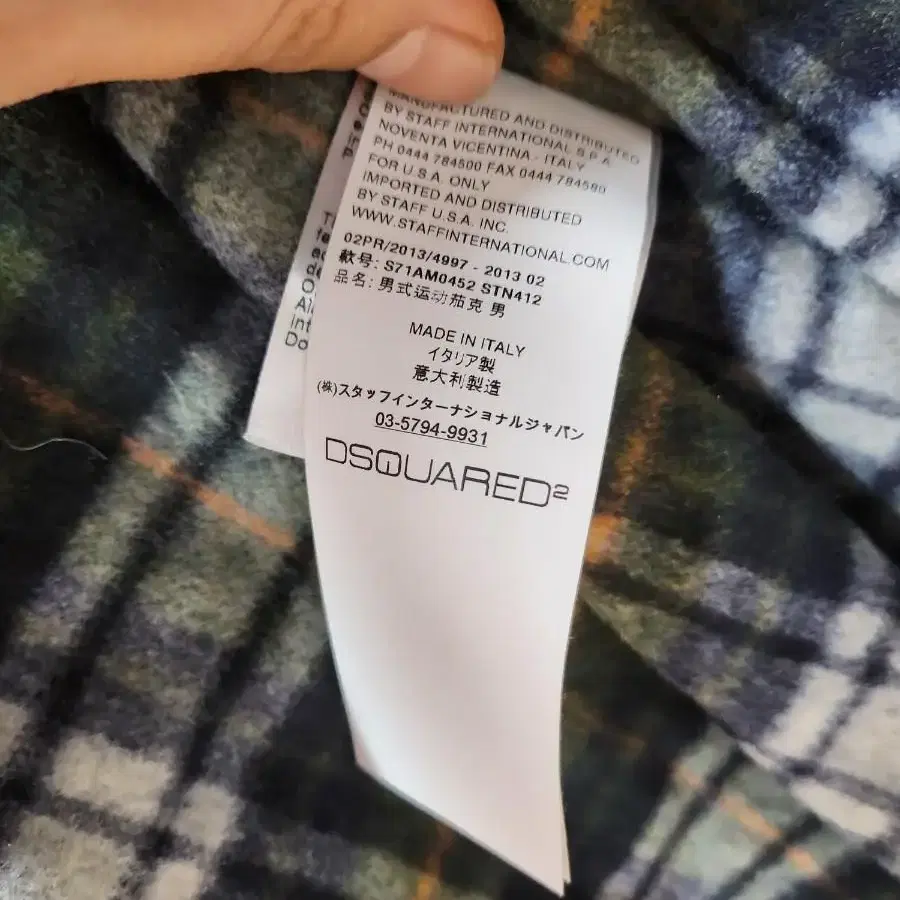 MANUFACTURED AND DISTRIBUTED
BY STAFF INTERNATIONAL S.P.A.
NOVENTA VICENTINA - ITALY
PH 0444 784500 FAX 0444 784590
FOR U.S.A. ONLY
IMPORTED AND DISTRIBUTED
BY STAFF U.S.A. INC.
WWW.STAFFINTERNATIONAL.COM
02PR/2013/4997 - 2013 02
款号: S71AM0452 STN412
品名: 男式运动茄克 男
MADE IN ITALY
イタリア製
意大利製造
(株)スタッフインターナショナルジャパン
03-5794-9931
DSQUARED2